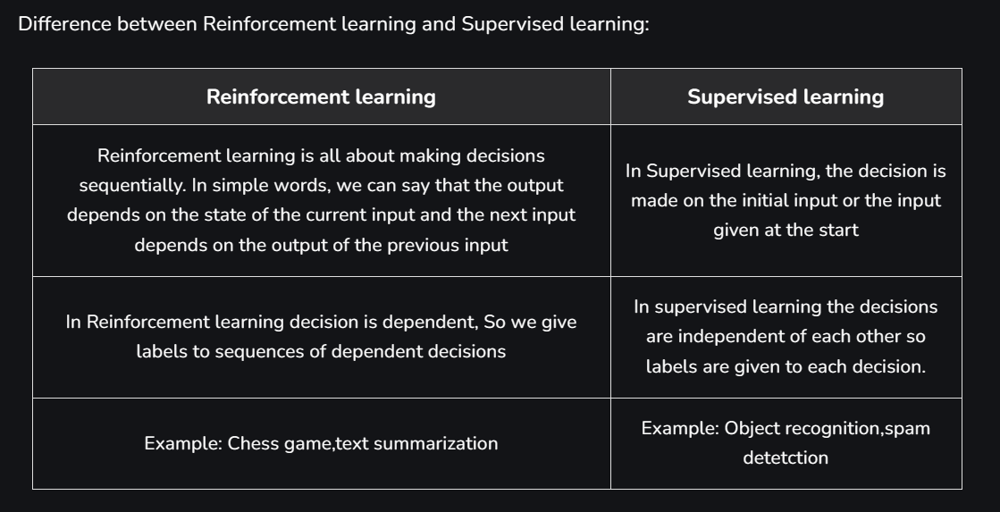 Difference between Reinforcement learning and Supervised learning:
Reinforcement learning
Supervised learning
Reinforcement learning is all about making decisions
sequentially. In simple words, we can say that the output
depends on the state of the current input and the next input
depends on the output of the previous input
In Supervised learning, the decision is
made on the initial input or the input
given at the start
In Reinforcement learning decision is dependent, So we give
labels to sequences of dependent decisions
In supervised learning the decisions
are independent of each other so
labels are given to each decision.
Example: Chess game,text summarization
Example: Object recognition,spam
detetction